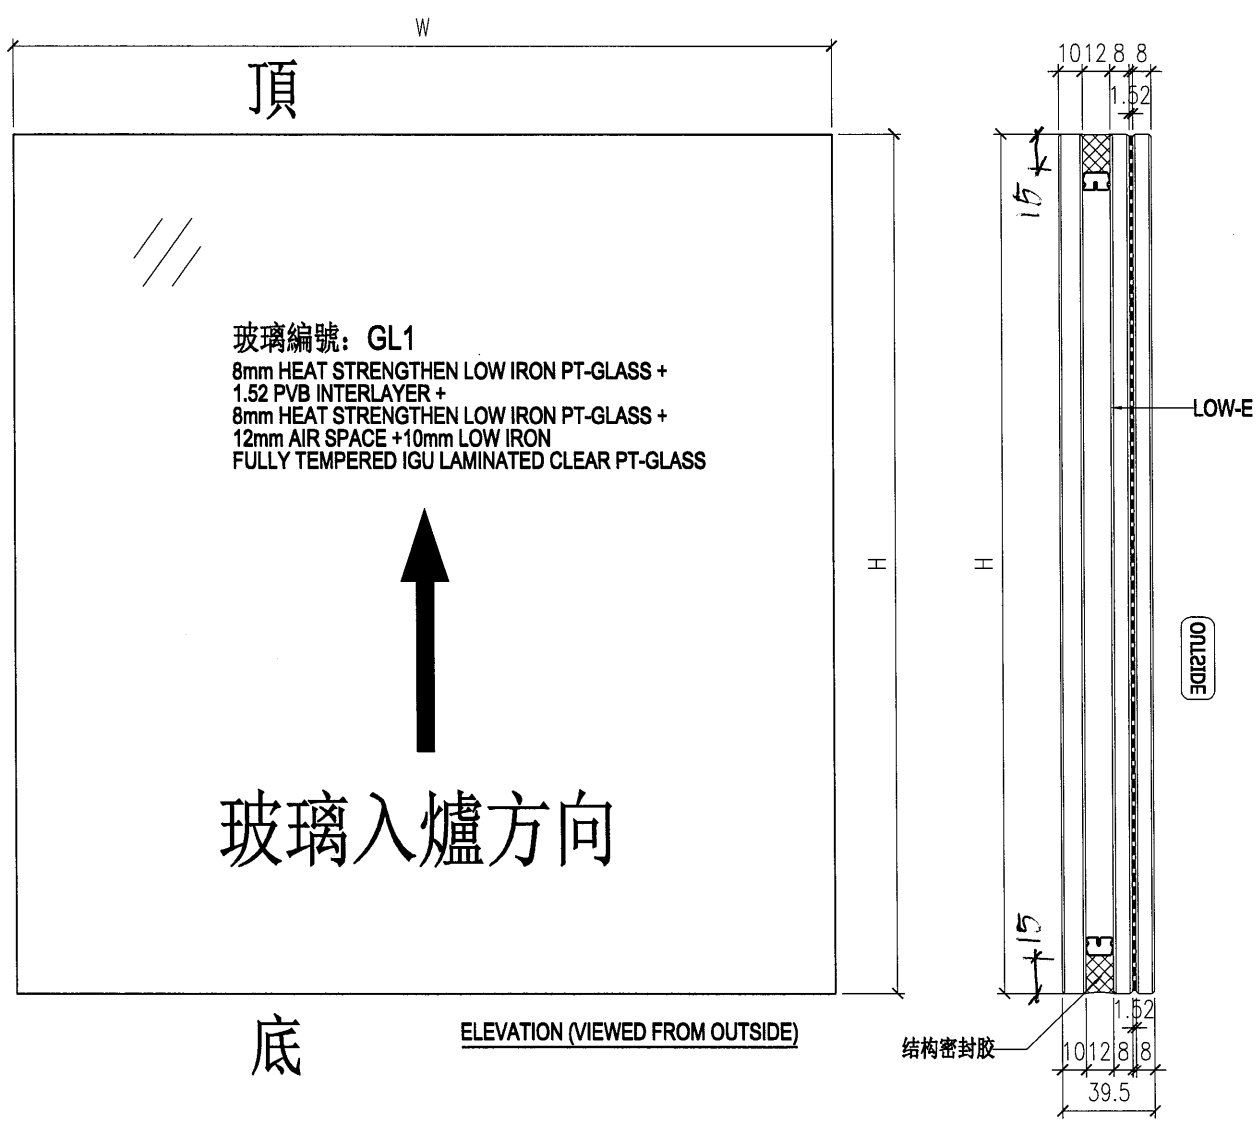 W
頂
10 12 8 8
1.52
15
玻璃編號：GL1
8mm HEAT STRENGTHEN LOW IRON PT-GLASS +
1.52 PVB INTERLAYER +
8mm HEAT STRENGTHEN LOW IRON PT-GLASS +
12mm AIR SPACE +10mm LOW IRON
FULLY TEMPERED IGU LAMINATED CLEAR PT-GLASS
LOW-E
H
H
OUTSIDE
玻璃入爐方向
15
底
ELEVATION (VIEWED FROM OUTSIDE)
结构密封胶
1.52
10 12 8 8
39.5